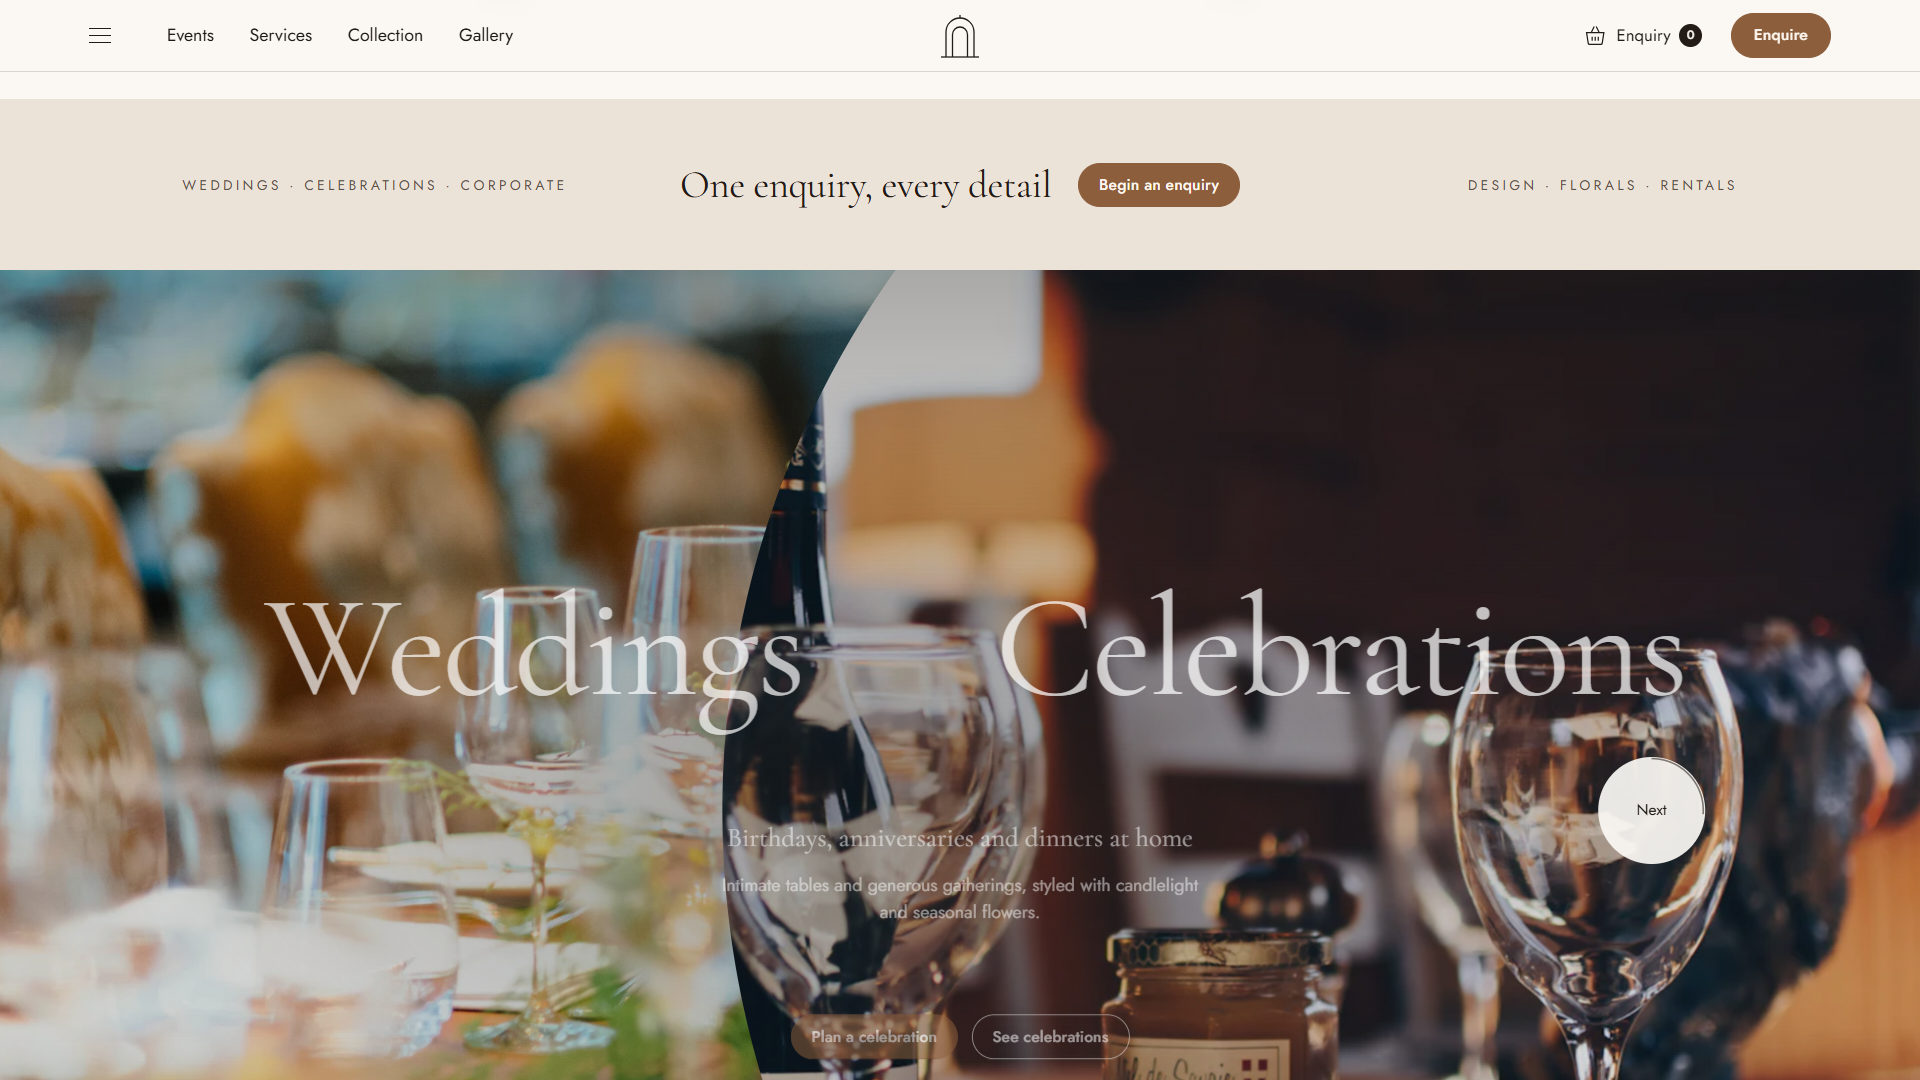 Events
Services
Collection
Gallery
Enquiry
0
Enquire
WEDDINGS · CELEBRATIONS · CORPORATE
One enquiry, every detail
Begin an enquiry
DESIGN · FLORALS · RENTALS
Weddings
Celebrations
Next
Birthdays, anniversaries and dinners at home
Intimate tables and generous gatherings, styled with candlelight
and seasonal flowers.
Plan a celebration
See celebrations